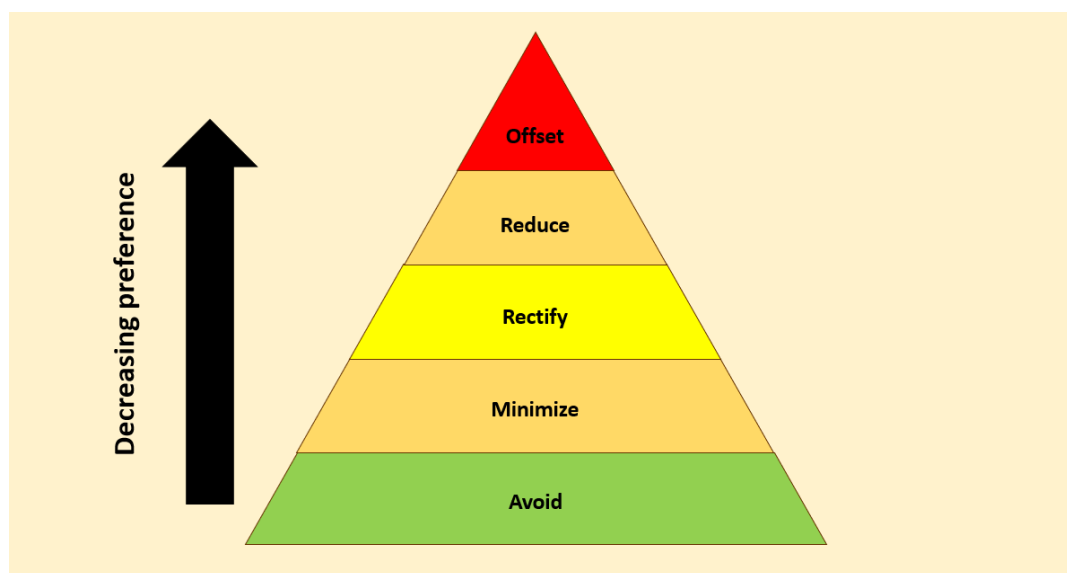 Decreasing preference
Offset
Reduce
Rectify
Minimize
Avoid